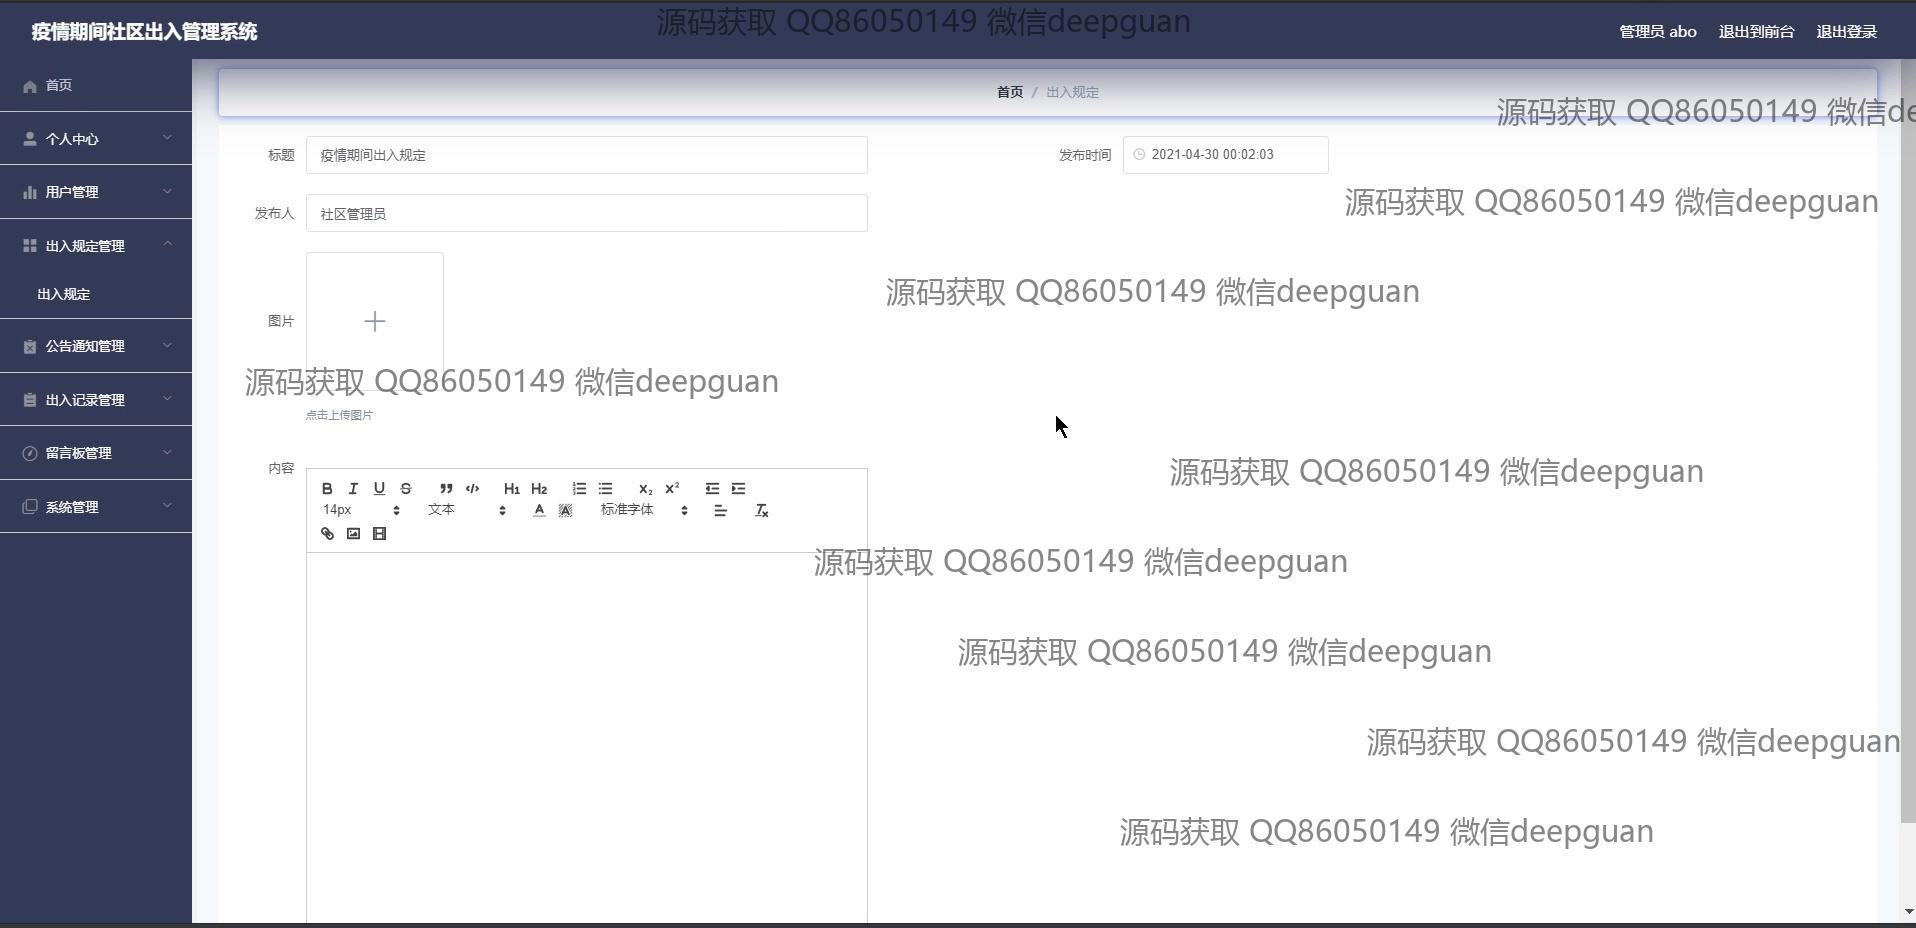 疫情期间社区出入管理系统
源码获取 QQ86050149 微信deepguan
管理员 abo 退出到前台 退出登录
首页
个人中心
用户管理
出入规定管理
出入规定
公告通知管理
出入记录管理
留言板管理
系统管理
首页 / 出入规定
源码获取 QQ86050149 微信de
标题 疫情期间出入规定
发布时间 2021-04-30 00:02:03
源码获取 QQ86050149 微信deepguan
发布人 社区管理员
源码获取 QQ86050149 微信deepguan
图片
源码获取 QQ86050149 微信deepguan
点击上传图片
内容
源码获取 QQ86050149 微信deepguan
B I U S H1 H2 x₂ x²
14px 文本 A A 标准字体
源码获取 QQ86050149 微信deepguan
源码获取 QQ86050149 微信deepguan
源码获取 QQ86050149 微信deepguan
源码获取 QQ86050149 微信deepguan